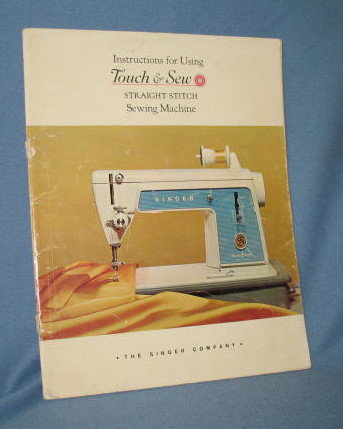 Instructions for Using
Touch & Sew
STRAIGHT STITCH
Sewing Machine
SINGER
• THE SINGER COMPANY •